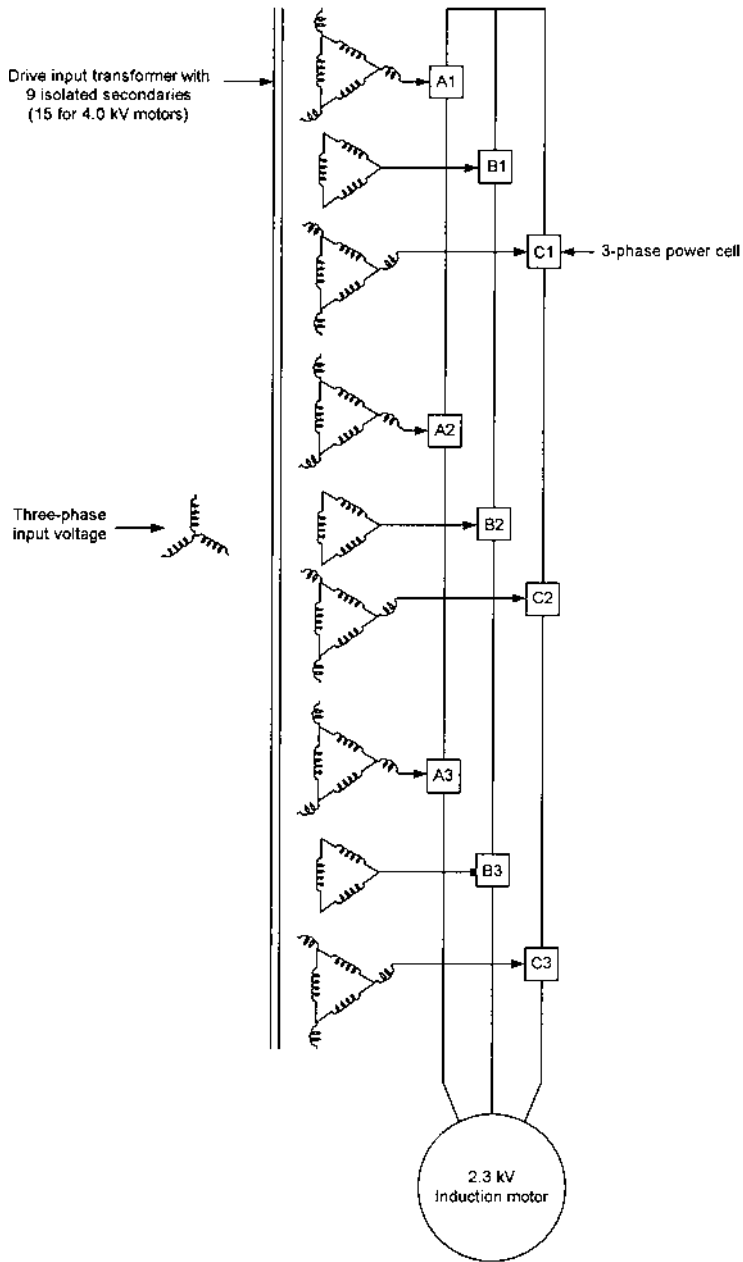 Drive input transformer with
9 isolated secondaries
(15 for 4.0 kV motors)
A1
B1
C1
3-phase power cell
A2
Three-phase
input voltage
B2
C2
A3
B3
C3
2.3 kV
Induction motor